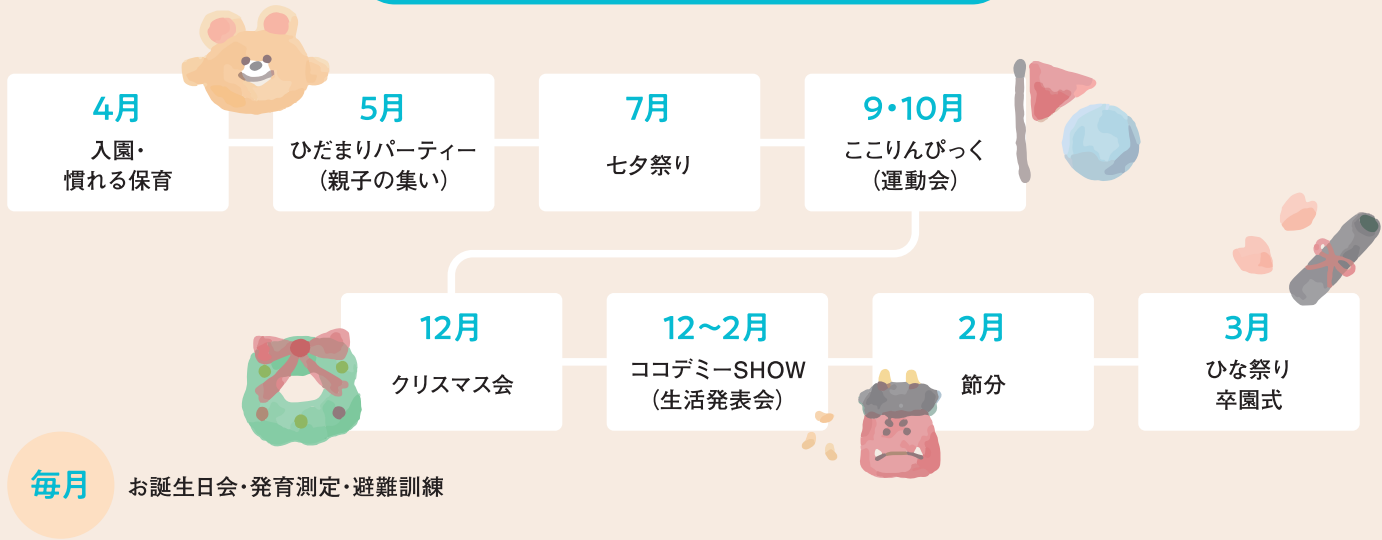 4月
入園・
慣れる保育
5月
ひだまりパーティー
（親子の集い）
7月
七夕祭り
9・10月
ここりんぴっく
（運動会）
12月
クリスマス会
12〜2月
ココデミーSHOW
（生活発表会）
2月
節分
3月
ひな祭り
卒園式
毎月
お誕生日会・発育測定・避難訓練